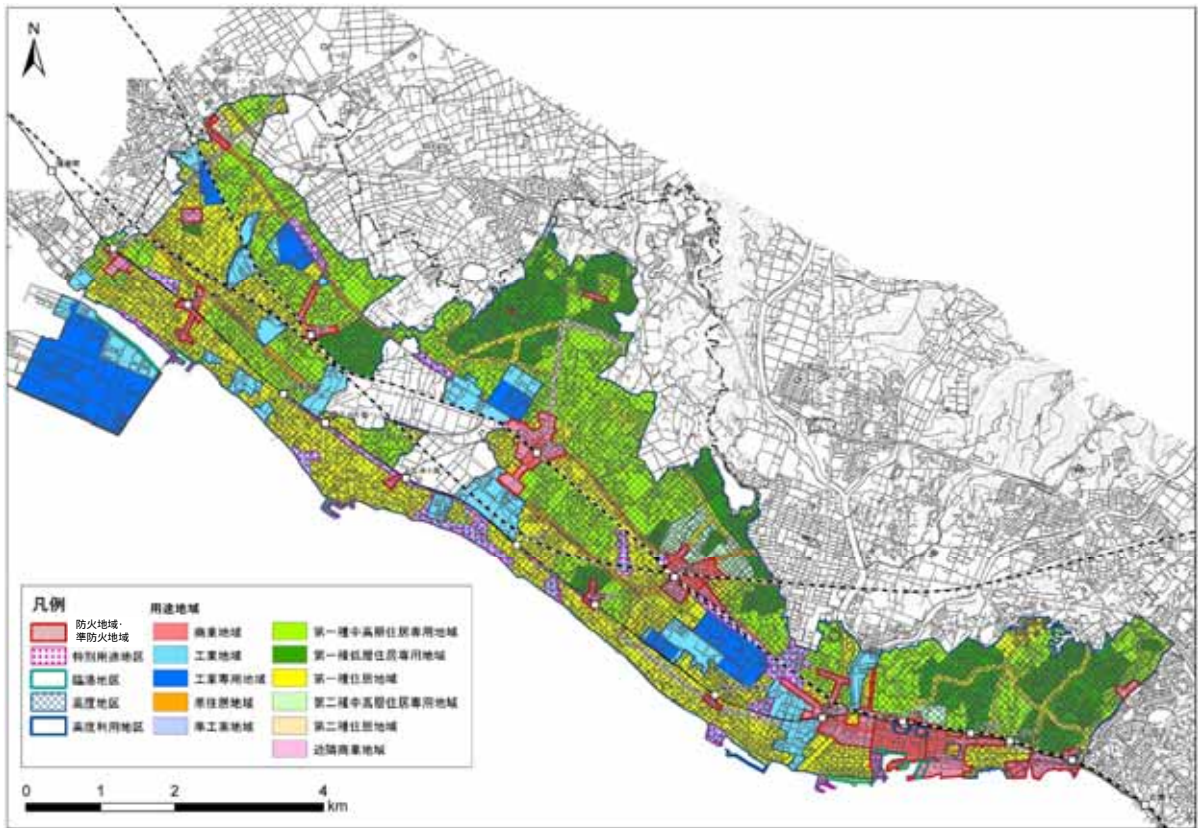 N
凡例
防火地域・
準防火地域
特別用途地区
臨港地区
高度地区
高度利用地区
用途地域
商業地域
工業地域
工業専用地域
準住居地域
準工業地域
第一種中高層住居専用地域
第一種低層住居専用地域
第一種住居地域
第二種中高層住居専用地域
第二種住居地域
近隣商業地域
0 1 2 4
km